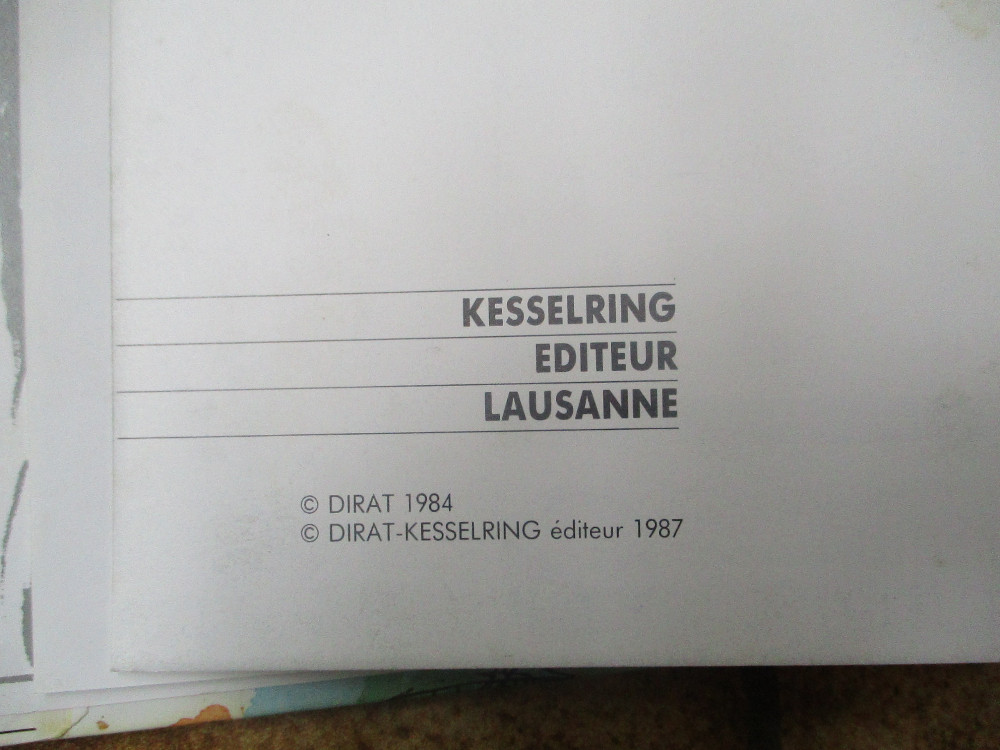 KESSELRING
EDITEUR
LAUSANNE
© DIRAT 1984
© DIRAT-KESSELRING éditeur 1987